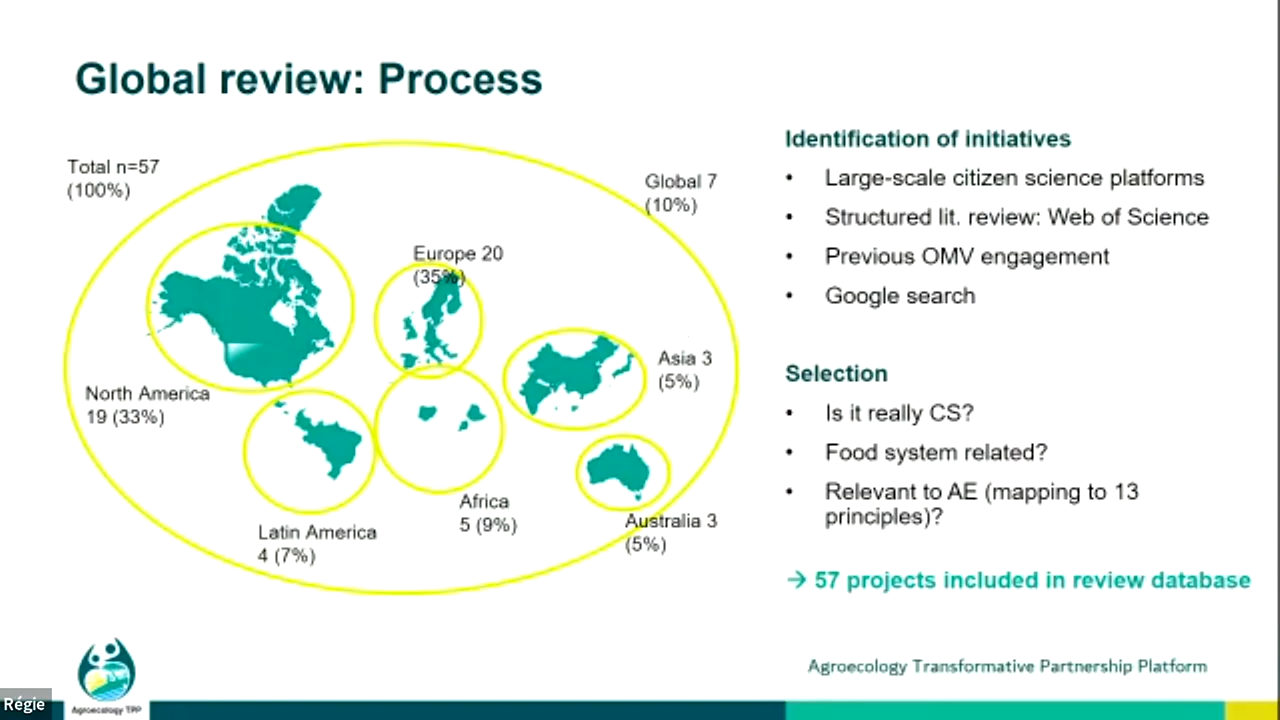 Global review: Process
Total n=57
(100%)
Global 7
(10%)
Europe 20
(35%)
Asia 3
(5%)
North America
19 (33%)
Africa
5 (9%)
Latin America
4 (7%)
Australia 3
(5%)
Identification of initiatives
• Large-scale citizen science platforms
• Structured lit. review: Web of Science
• Previous OMV engagement
• Google search
Selection
• Is it really CS?
• Food system related?
• Relevant to AE (mapping to 13
principles)?
→ 57 projects included in review database
Agroecology Transformative Partnership Platform
Régie
Agroecology TPP